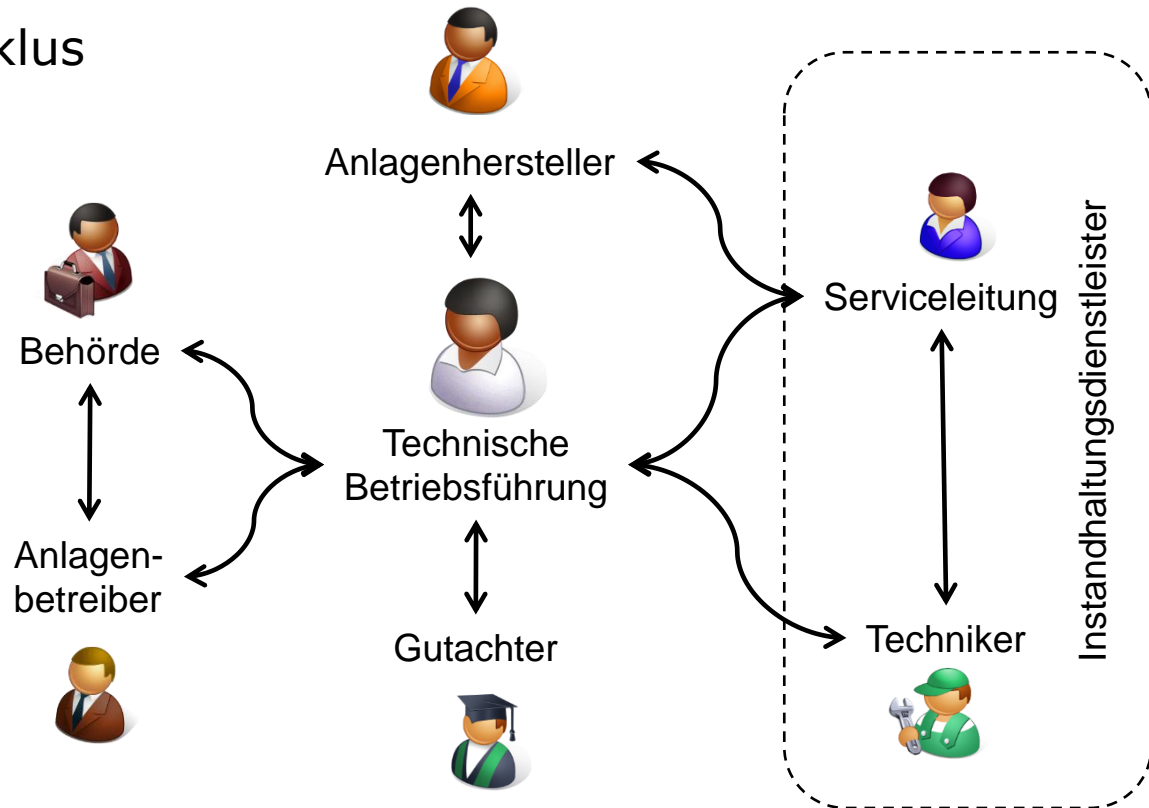 klus
Anlagenhersteller
Behörde
Serviceleitung
Technische
Betriebsführung
Anlagen-
betreiber
Gutachter
Techniker
Instandhaltungsdienstleister